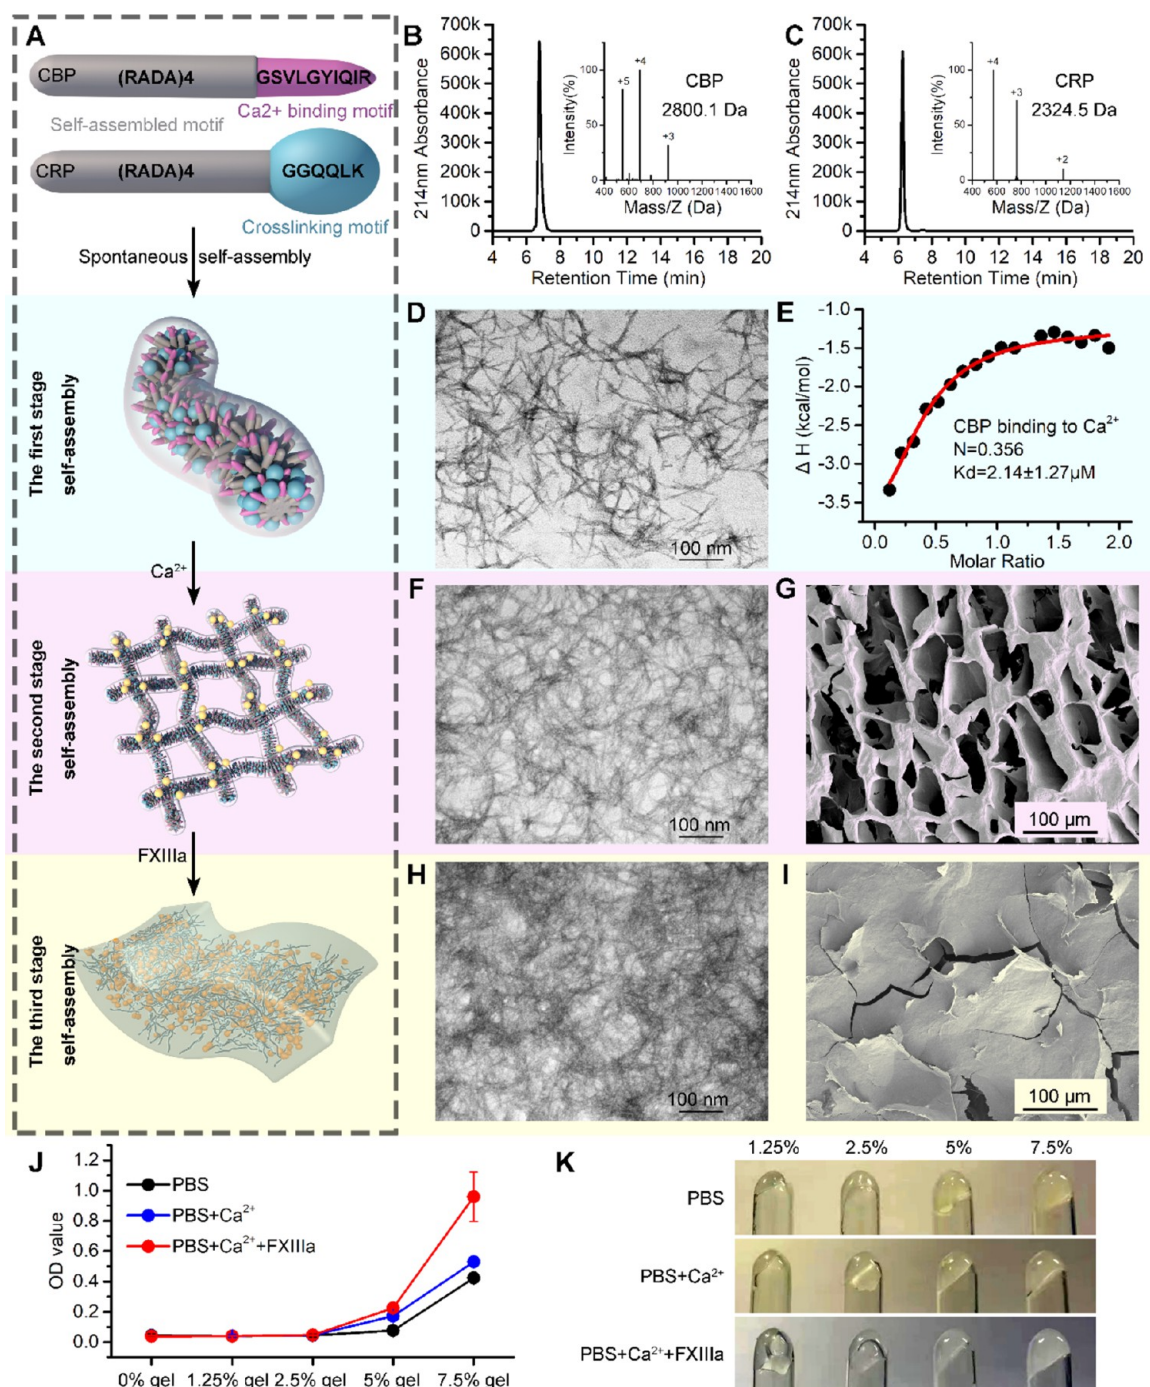 A
CBP
(RADA)4
GSVLGYIQIR
Ca2+ binding motif
Self-assembled motif
CRP
(RADA)4
GGQQLK
Crosslinking motif
Spontaneous self-assembly
The first stage
self-assembly
Ca²⁺
The second stage
self-assembly
FXIIIa
The third stage
self-assembly
B
700k
600k
500k
400k
300k
200k
100k
0
214nm Absorbance
4 6 8 10 12 14 16 18 20
Retention Time (min)
100
50
0
Intensity(%)
+5
+4
+3
CBP
2800.1 Da
400 600 800 1000 1200 1400 1600
Mass/Z (Da)
C
700k
600k
500k
400k
300k
200k
100k
0
214nm Absorbance
4 6 8 10 12 14 16 18 20
Retention Time (min)
100
50
0
Intensity(%)
+4
+3
+2
CRP
2324.5 Da
400 600 800 1000 1200 1400 1600
Mass/Z (Da)
D
100 nm
E
-1.0
-1.5
-2.0
-2.5
-3.0
-3.5
Δ H (kcal/mol)
CBP binding to Ca²⁺
N=0.356
Kd=2.14±1.27μM
0.0 0.5 1.0 1.5 2.0
Molar Ratio
F
100 nm
G
100 μm
H
100 nm
I
100 μm
J
1.2
1.0
0.8
0.6
0.4
0.2
0.0
OD value
PBS
PBS+Ca²⁺
PBS+Ca²⁺+FXIIIa
0% gel 1.25% gel 2.5% gel 5% gel 7.5% gel
K
1.25% 2.5% 5% 7.5%
PBS
PBS+Ca²⁺
PBS+Ca²⁺+FXIIIa